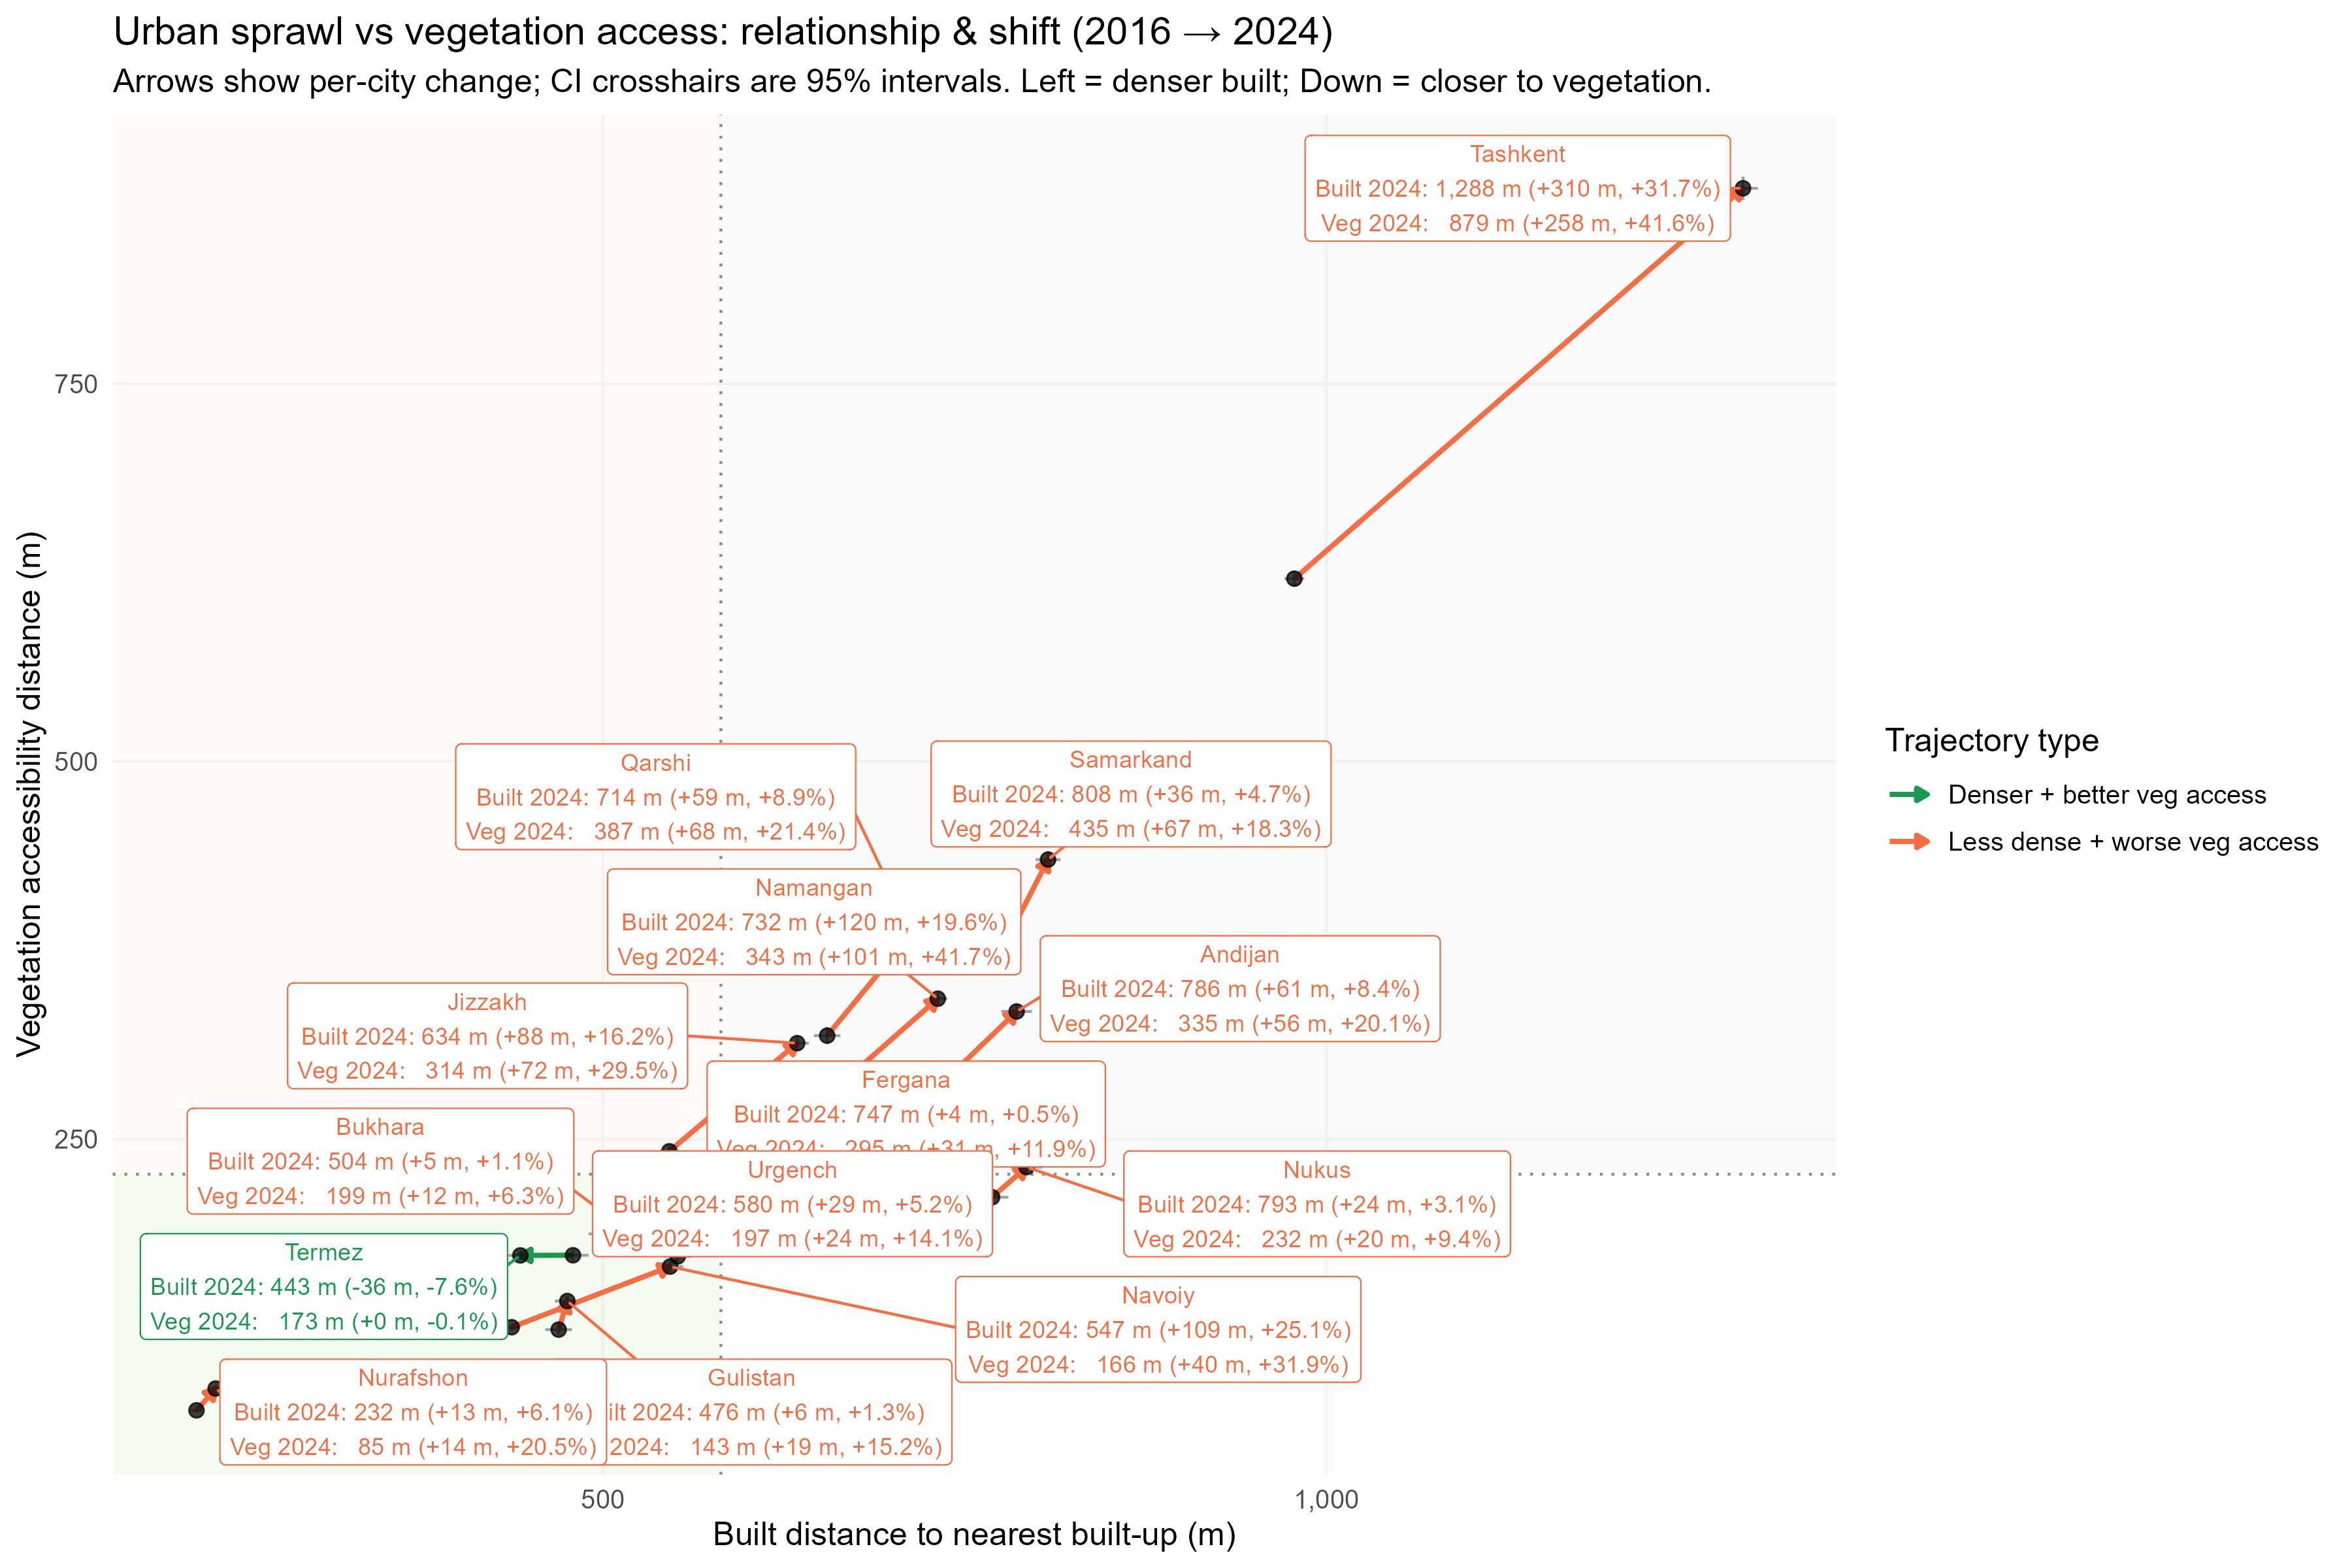 Urban sprawl vs vegetation access: relationship & shift (2016 → 2024)
Arrows show per-city change; CI crosshairs are 95% intervals. Left = denser built; Down = closer to vegetation.
Tashkent
Built 2024: 1,288 m (+310 m, +31.7%)
Veg 2024: 879 m (+258 m, +41.6%)
750
500
250
Vegetation accessibility distance (m)
Qarshi
Built 2024: 714 m (+59 m, +8.9%)
Veg 2024: 387 m (+68 m, +21.4%)
Samarkand
Built 2024: 808 m (+36 m, +4.7%)
Veg 2024: 435 m (+67 m, +18.3%)
Namangan
Built 2024: 732 m (+120 m, +19.6%)
Veg 2024: 343 m (+101 m, +41.7%)
Andijan
Built 2024: 786 m (+61 m, +8.4%)
Veg 2024: 335 m (+56 m, +20.1%)
Jizzakh
Built 2024: 634 m (+88 m, +16.2%)
Veg 2024: 314 m (+72 m, +29.5%)
Fergana
Built 2024: 747 m (+4 m, +0.5%)
Veg 2024: 295 m (+31 m, +11.9%)
Bukhara
Built 2024: 504 m (+5 m, +1.1%)
Veg 2024: 199 m (+12 m, +6.3%)
Urgench
Built 2024: 580 m (+29 m, +5.2%)
Veg 2024: 197 m (+24 m, +14.1%)
Nukus
Built 2024: 793 m (+24 m, +3.1%)
Veg 2024: 232 m (+20 m, +9.4%)
Termez
Built 2024: 443 m (-36 m, -7.6%)
Veg 2024: 173 m (+0 m, -0.1%)
Navoiy
Built 2024: 547 m (+109 m, +25.1%)
Veg 2024: 166 m (+40 m, +31.9%)
Nurafshon
Built 2024: 232 m (+13 m, +6.1%)
Veg 2024: 85 m (+14 m, +20.5%)
Gulistan
ilt 2024: 476 m (+6 m, +1.3%)
2024: 143 m (+19 m, +15.2%)
500
1,000
Built distance to nearest built-up (m)
Trajectory type
Denser + better veg access
Less dense + worse veg access